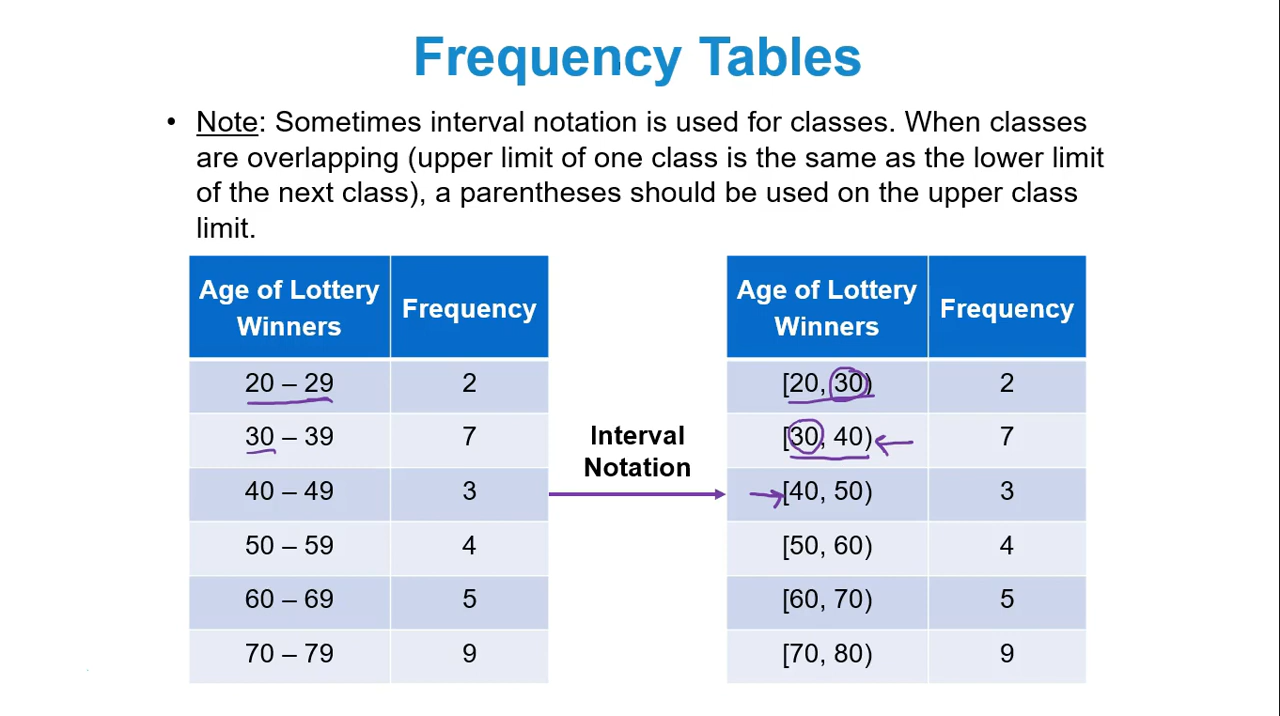 Frequency Tables
• Note: Sometimes interval notation is used for classes. When classes
are overlapping (upper limit of one class is the same as the lower limit
of the next class), a parentheses should be used on the upper class
limit.
Age of Lottery Winners Frequency
20 – 29 2
30 – 39 7
40 – 49 3
50 – 59 4
60 – 69 5
70 – 79 9
Interval
Notation
Age of Lottery Winners Frequency
[20, 30) 2
[30, 40) 7
[40, 50) 3
[50, 60) 4
[60, 70) 5
[70, 80) 9